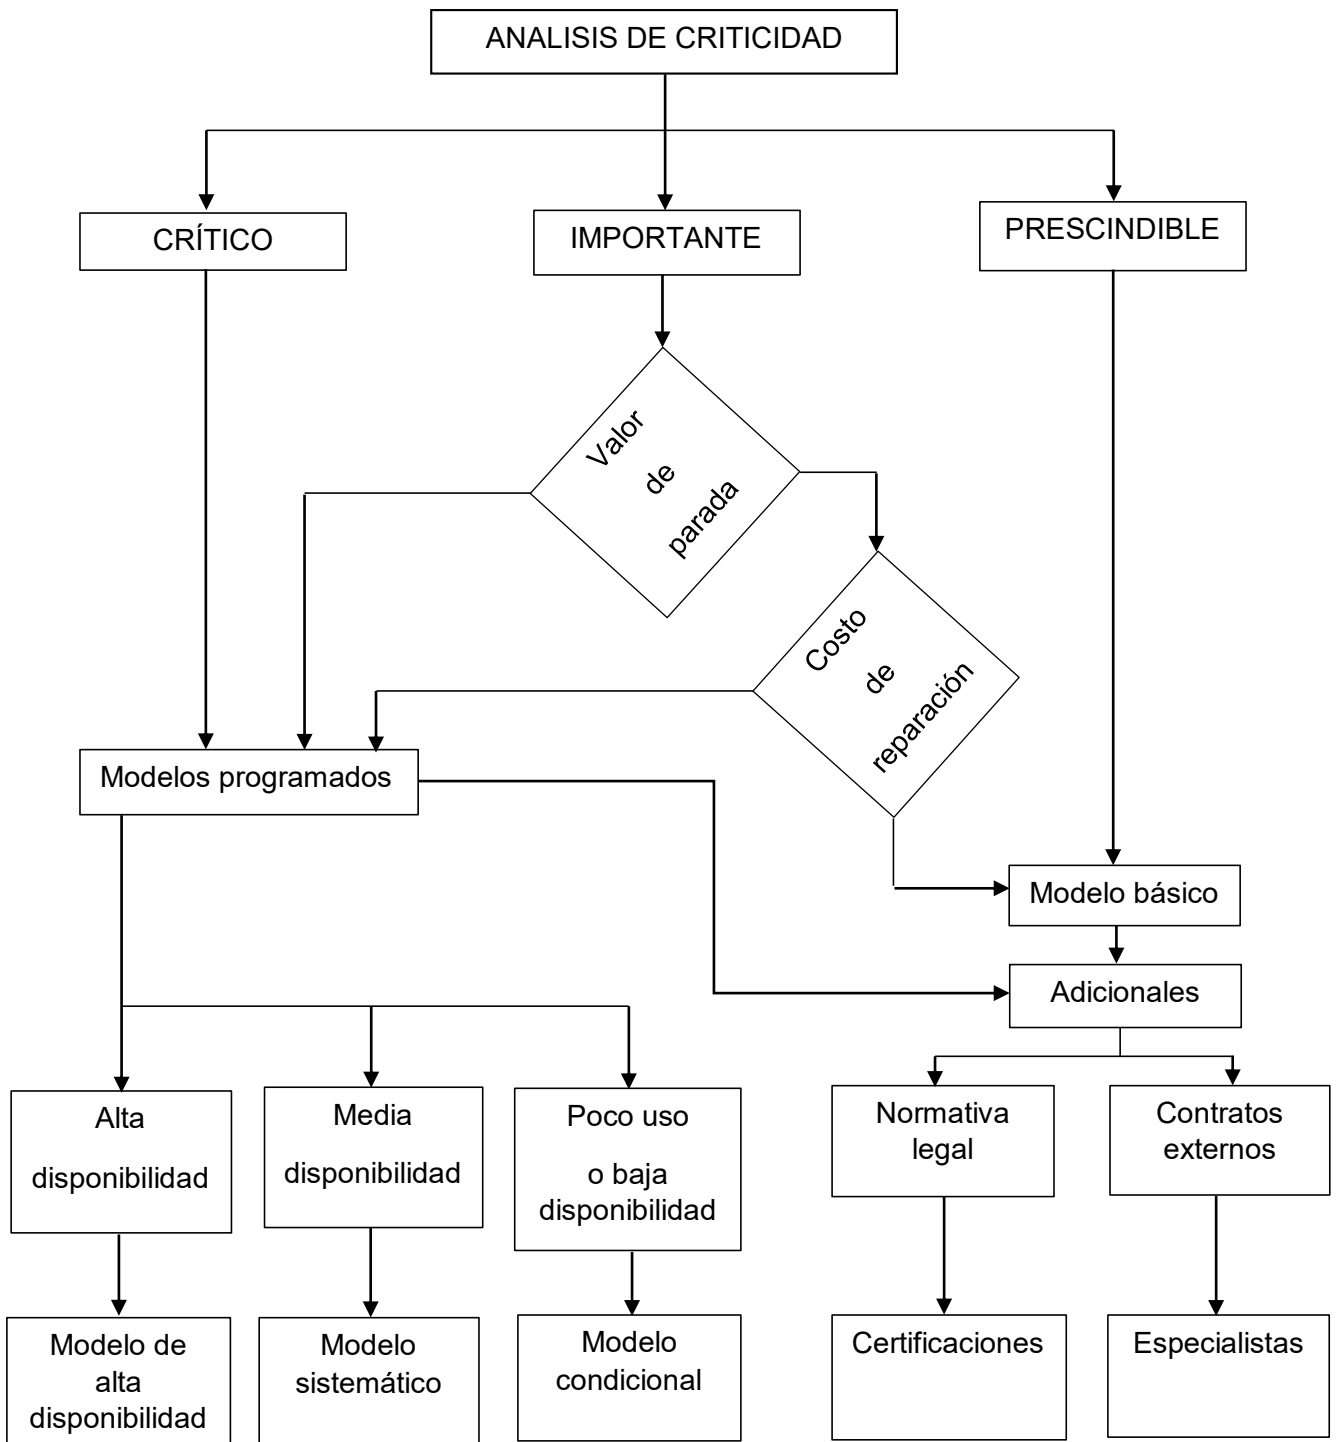 ANALISIS DE CRITICIDAD
CRÍTICO
IMPORTANTE
PRESCINDIBLE
Valor
de
parada
Costo
de
reparación
Modelos programados
Modelo básico
Adicionales
Alta
disponibilidad
Media
disponibilidad
Poco uso
o baja
disponibilidad
Normativa
legal
Contratos
externos
Modelo de
alta
disponibilidad
Modelo
sistemático
Modelo
condicional
Certificaciones
Especialistas